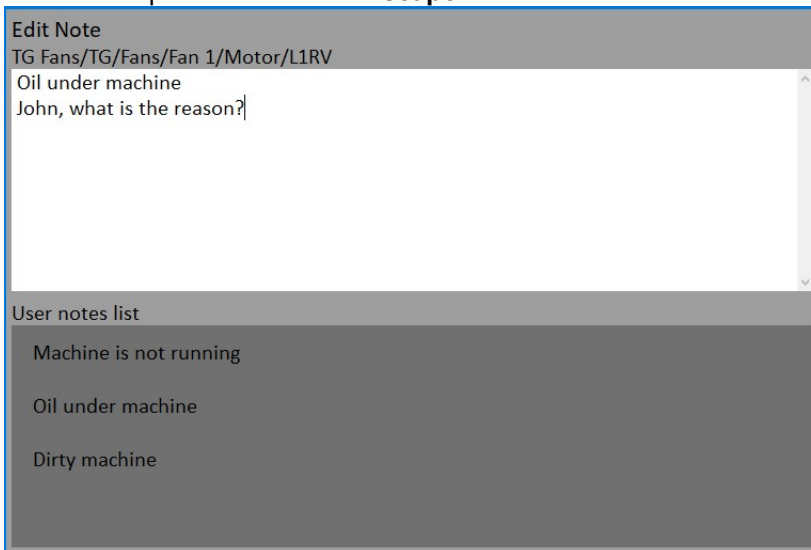 Edit Note
TG Fans/TG/Fans/Fan 1/Motor/L1RV
Oil under machine
John, what is the reason?
User notes list
Machine is not running
Oil under machine
Dirty machine